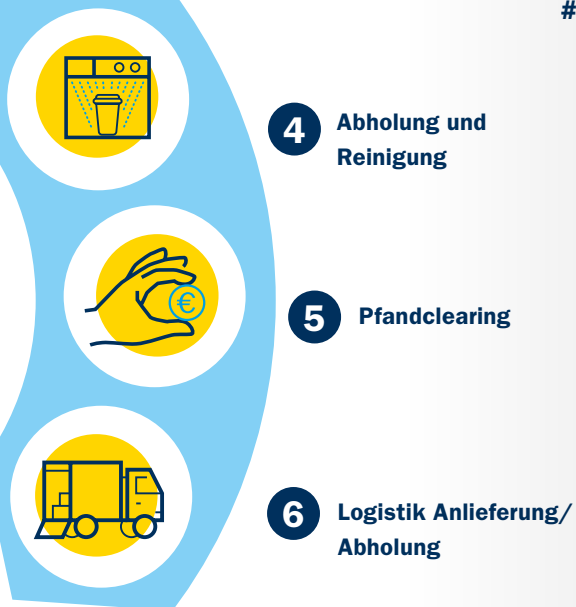 #
4 Abholung und
Reinigung
€
5 Pfandclearing
6 Logistik Anlieferung/
Abholung